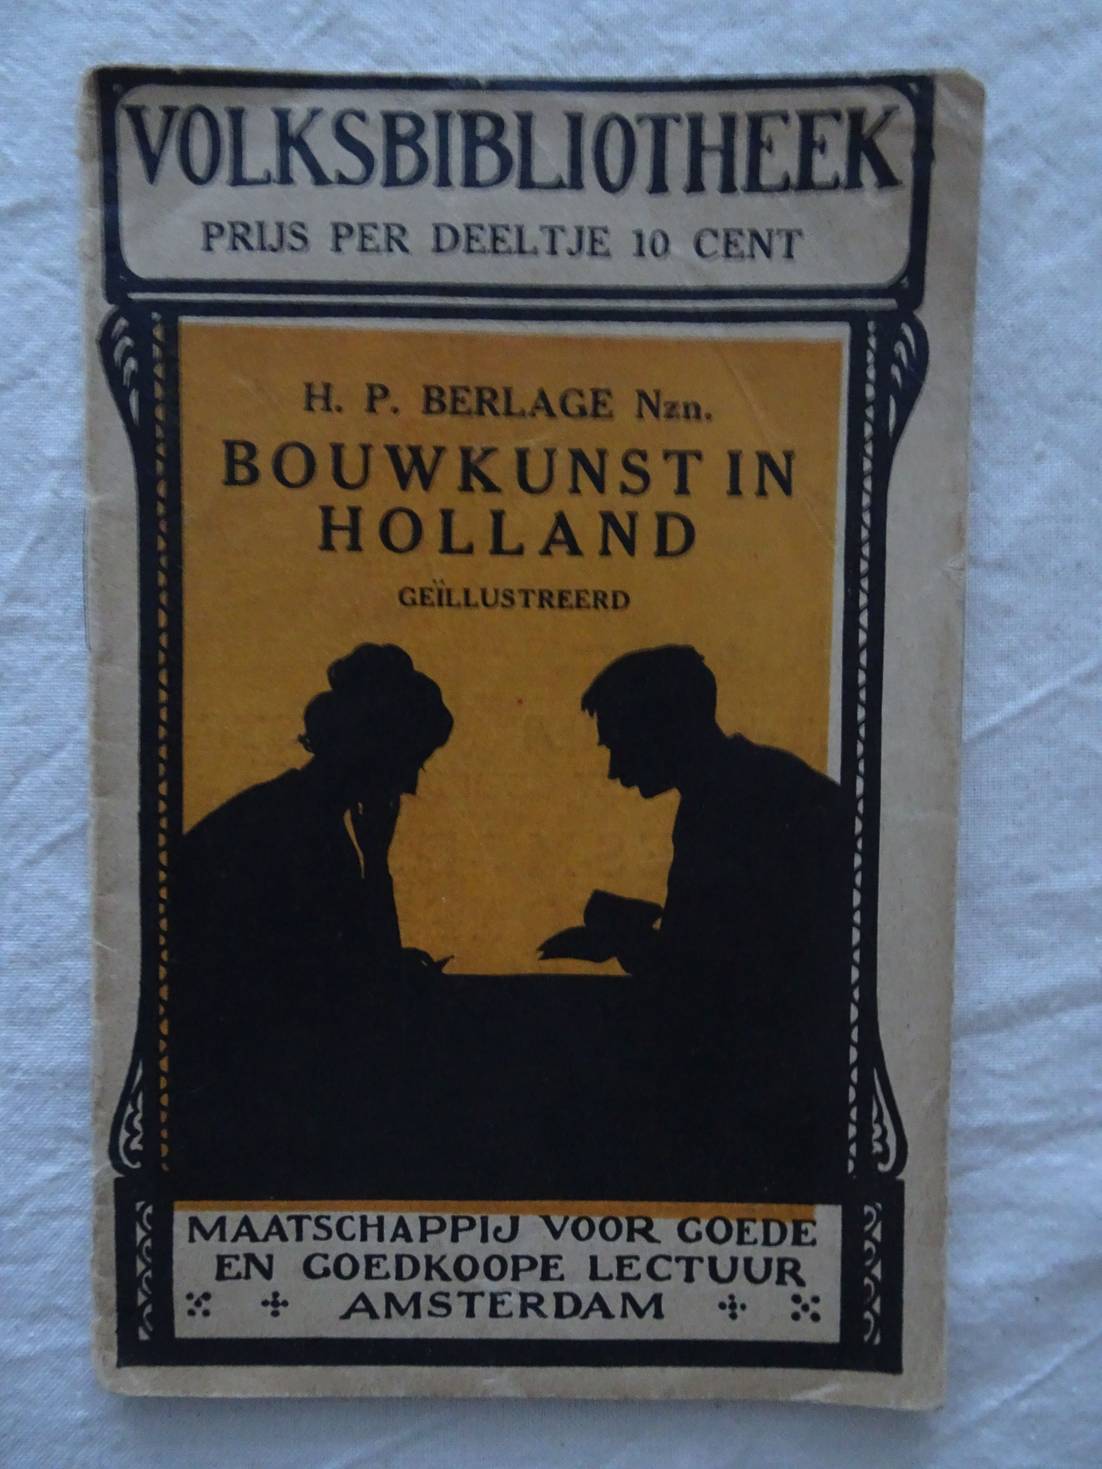 VOLKSBIBLIOTHEEK
PRIJS PER DEELTJE 10 CENT
H. P. BERLAGE Nzn.
BOUWKUNST IN
HOLLAND
GEÏLLUSTREERD
MAATSCHAPPIJ VOOR GOEDE
EN GOEDKOOPE LECTUUR
AMSTERDAM